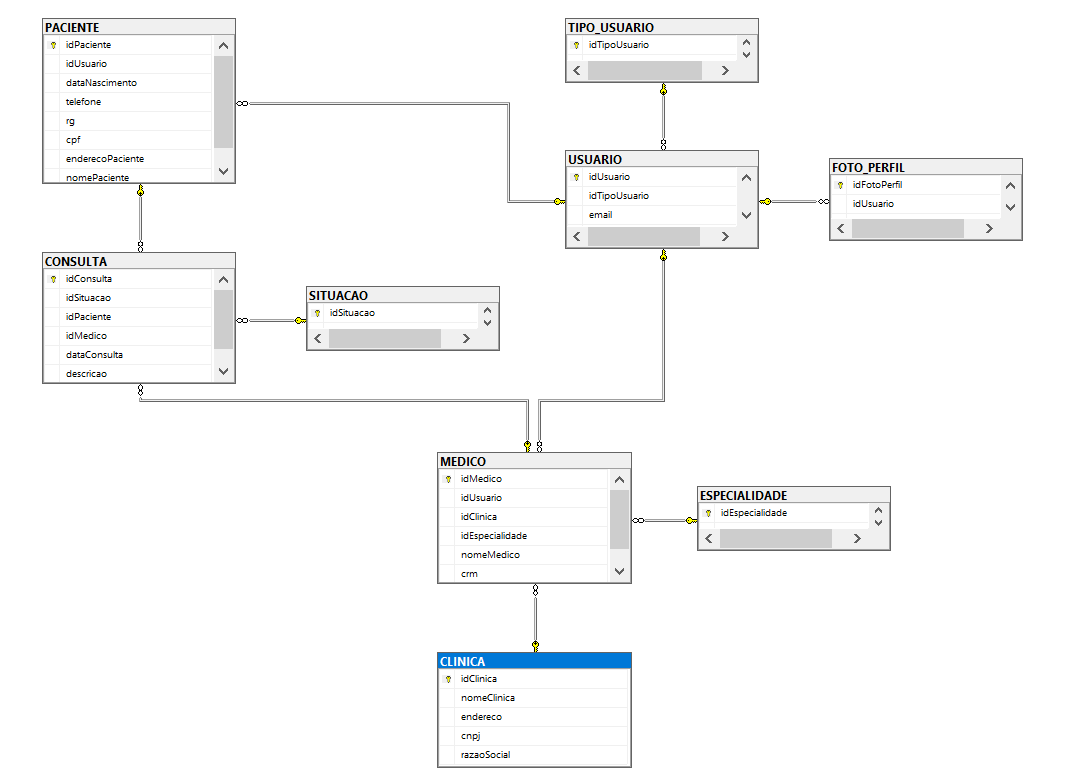 PACIENTE
idPaciente
idUsuario
dataNascimento
telefone
rg
cpf
enderecoPaciente
nomePaciente
TIPO_USUARIO
idTipoUsuario
USUARIO
idUsuario
idTipoUsuario
email
FOTO_PERFIL
idFotoPerfil
idUsuario
CONSULTA
idConsulta
idSituacao
idPaciente
idMedico
dataConsulta
descricao
SITUACAO
idSituacao
MEDICO
idMedico
idUsuario
idClinica
idEspecialidade
nomeMedico
crm
ESPECIALIDADE
idEspecialidade
CLINICA
idClinica
nomeClinica
endereco
cnpj
razaoSocial